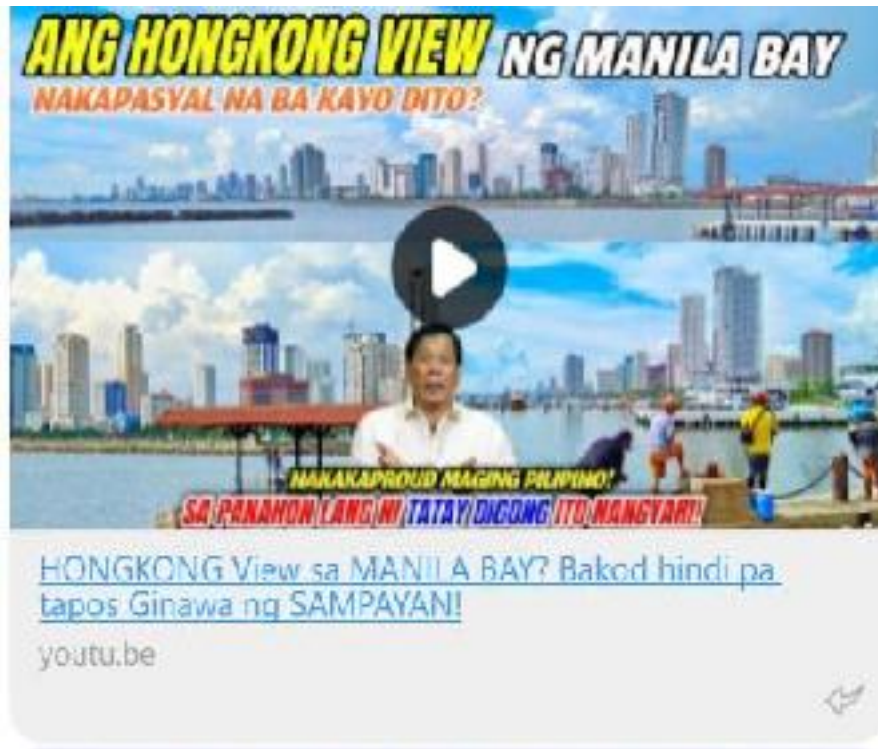 ANG HONGKONG VIEW NG MANILA BAY
NAKAPASYAL NA BA KAYO DITO?
NAKAKAPROUD MAGING PILIPINO!
SA PANAHON LANG NI TATAY DIGONG ITO NANGYARI!
HONGKONG View sa MANILA BAY? Bakod hindi pa
tapos Ginawa ng SAMPAYAN!
youtu.be